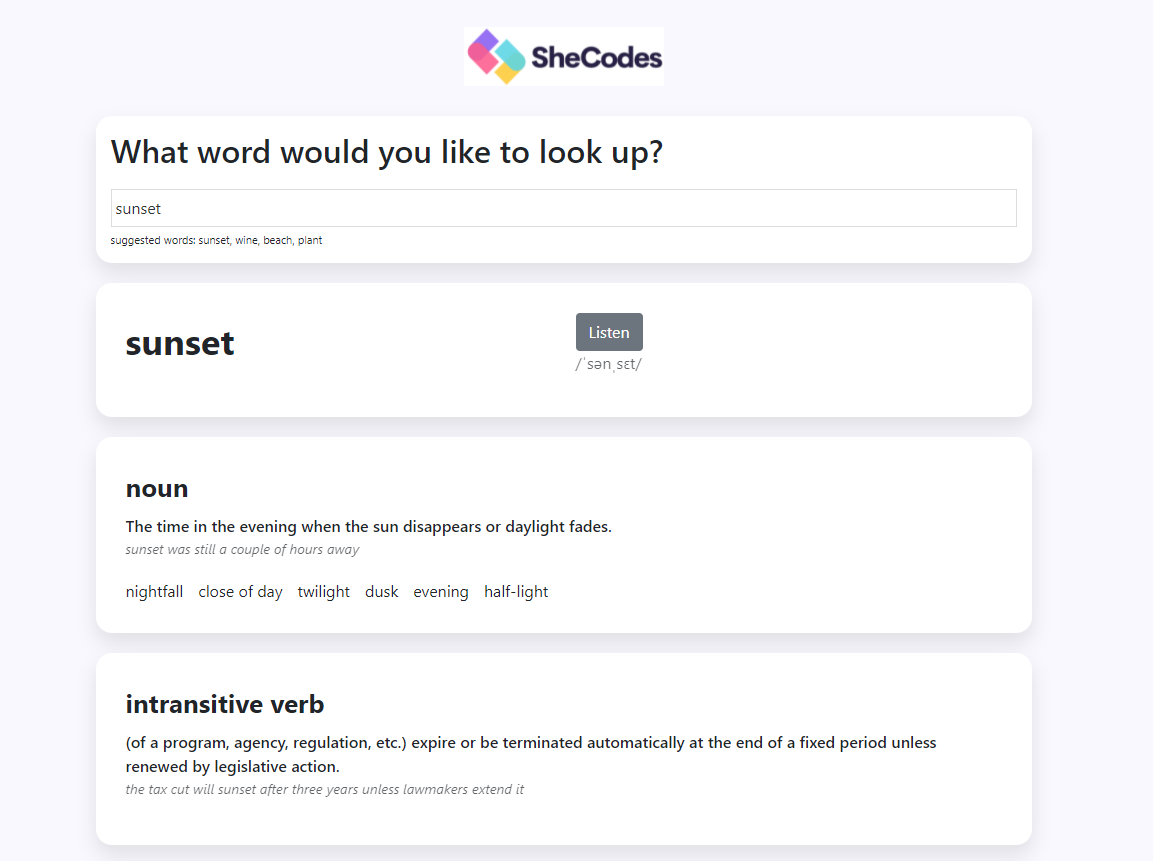 SheCodes
What word would you like to look up?
sunset
suggested words: sunset, wine, beach, plant
sunset
Listen
/ˈsənˌsɛt/
noun
The time in the evening when the sun disappears or daylight fades.
sunset was still a couple of hours away
nightfall close of day twilight dusk evening half-light
intransitive verb
(of a program, agency, regulation, etc.) expire or be terminated automatically at the end of a fixed period unless
renewed by legislative action.
the tax cut will sunset after three years unless lawmakers extend it